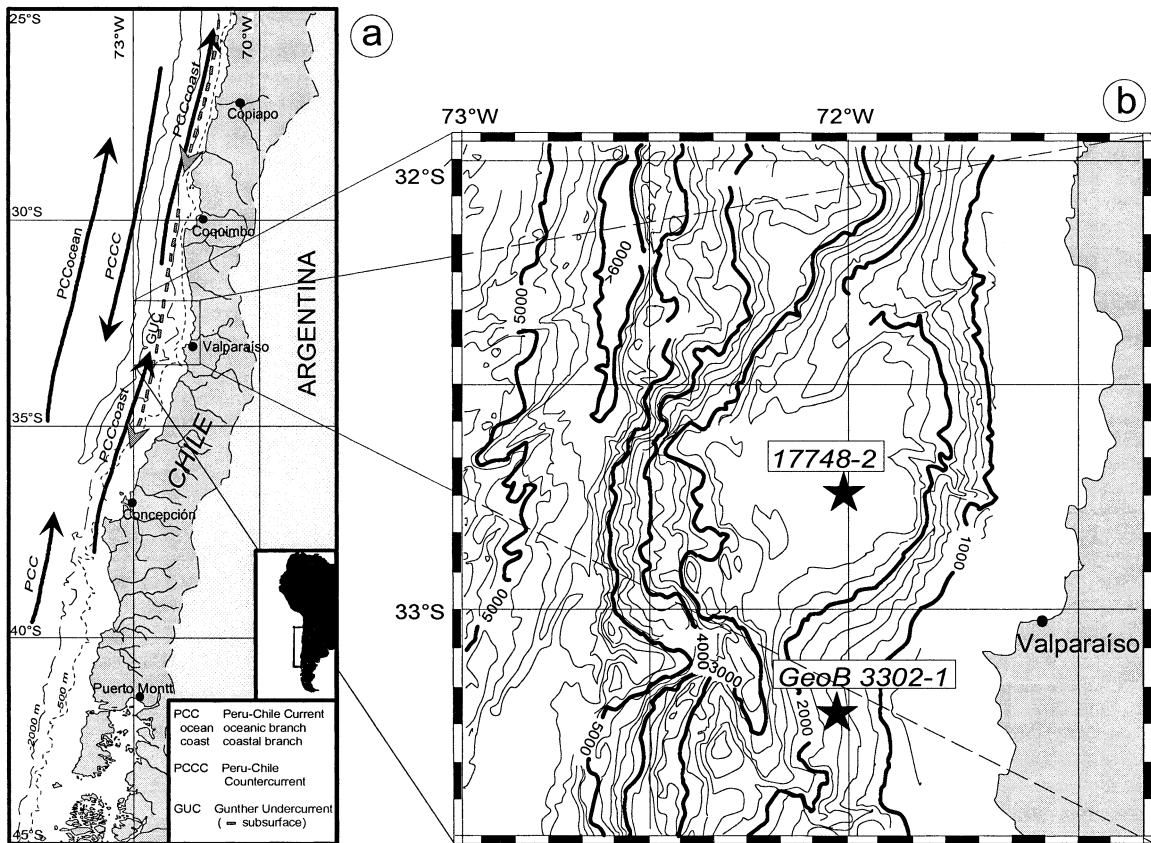 25°S
73°W
70°W
a
PCCcoast
Copiapo
30°S
Coquimbo
PCCocean
PCCC
GUC
Valparaíso
ARGENTINA
35°S
PCCcoast
CHILE
Concepción
PCC
40°S
Puerto Montt
2000 m
500 m
45°S
PCC Peru-Chile Current
ocean oceanic branch
coast coastal branch
PCCC Peru-Chile
Countercurrent
GUC Gunther Undercurrent
( = subsurface)
b
73°W
72°W
32°S
5000
>6000
17748-2
1000
5000
33°S
Valparaíso
4000
3000
GeoB 3302-1
2000
5000